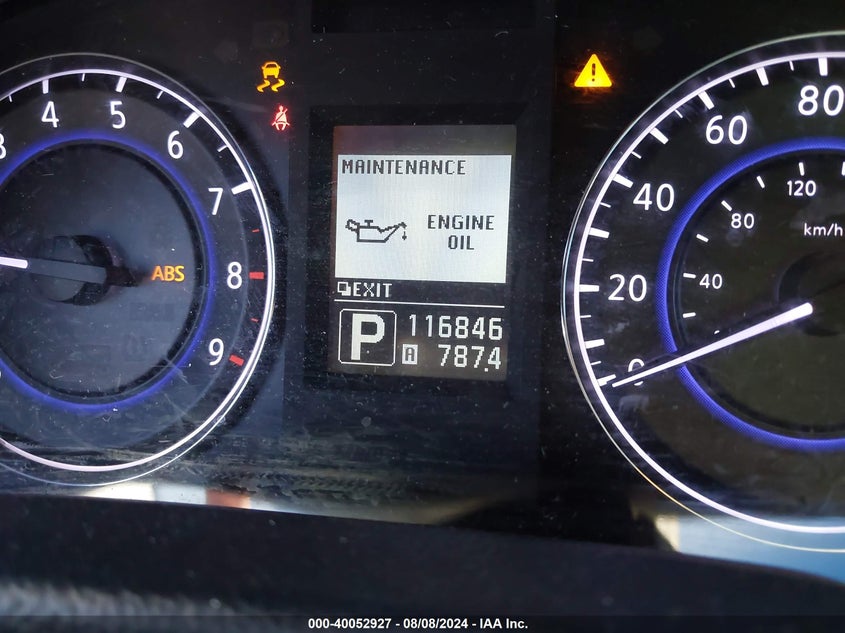 4 5 6 7 8 9
ABS
MAINTENANCE
ENGINE
OIL
EXIT
P 116846
A 787.4
0 20 40 60 80
40 80 120
km/h
000-40052927 - 08/08/2024 - IAA Inc.